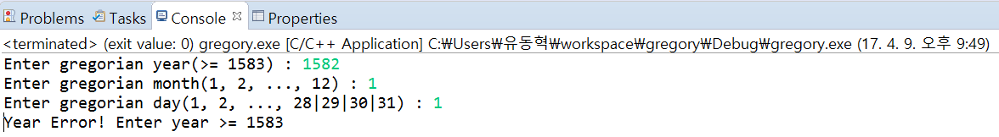 Problems Tasks Console Properties
<terminated> (exit value: 0) gregory.exe [C/C++ Application] C:₩Users₩유동혁₩workspace₩gregory₩Debug₩gregory.exe (17. 4. 9. 오후 9:49)
Enter gregorian year(>= 1583) : 1582
Enter gregorian month(1, 2, ..., 12) : 1
Enter gregorian day(1, 2, ..., 28|29|30|31) : 1
Year Error! Enter year >= 1583